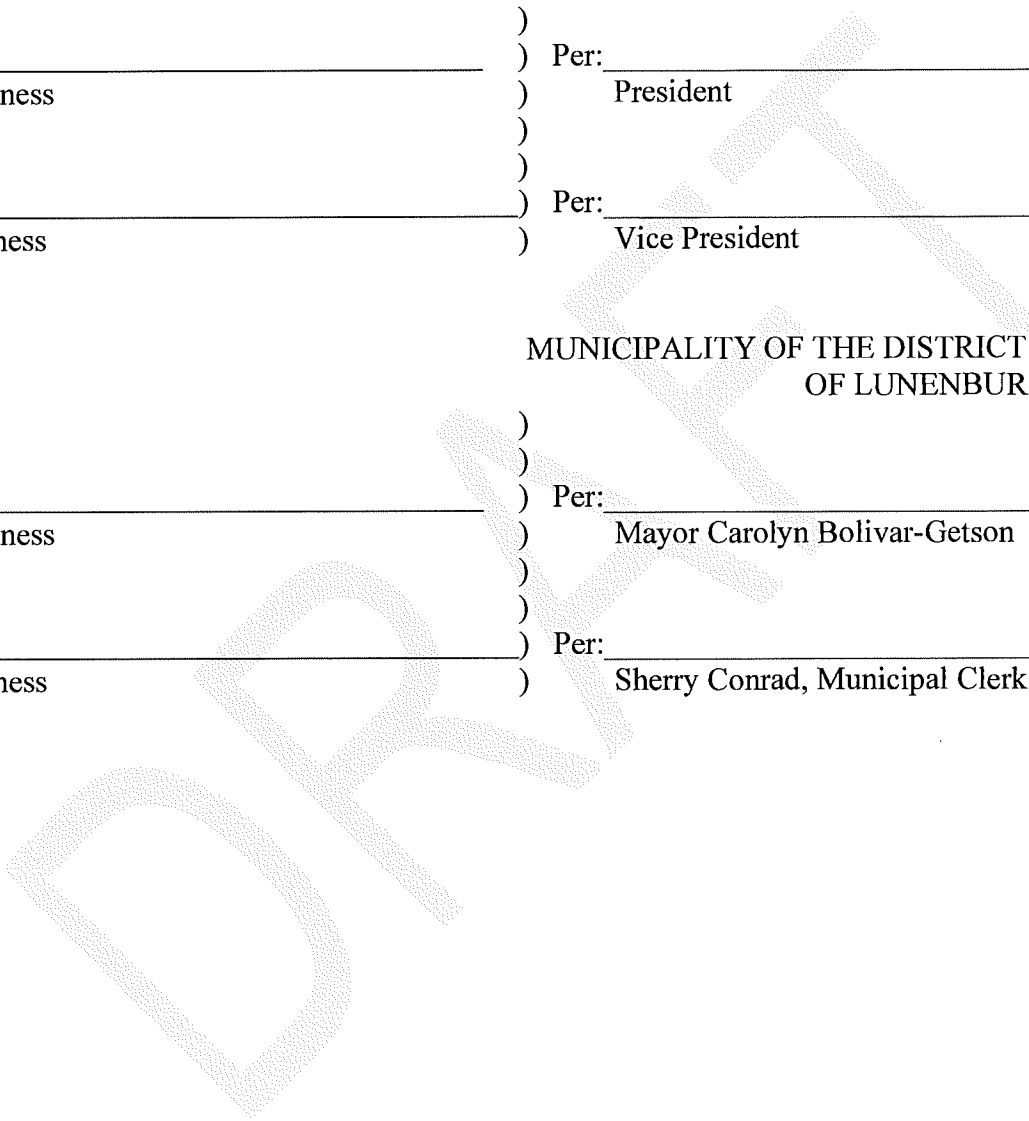 )
) Per:
ness ) President
)
)
) Per:
ness ) Vice President
MUNICIPALITY OF THE DISTRICT
OF LUNENBUR
)
)
) Per:
ness ) Mayor Carolyn Bolivar-Getson
)
)
) Per:
ness ) Sherry Conrad, Municipal Clerk
DRAFT